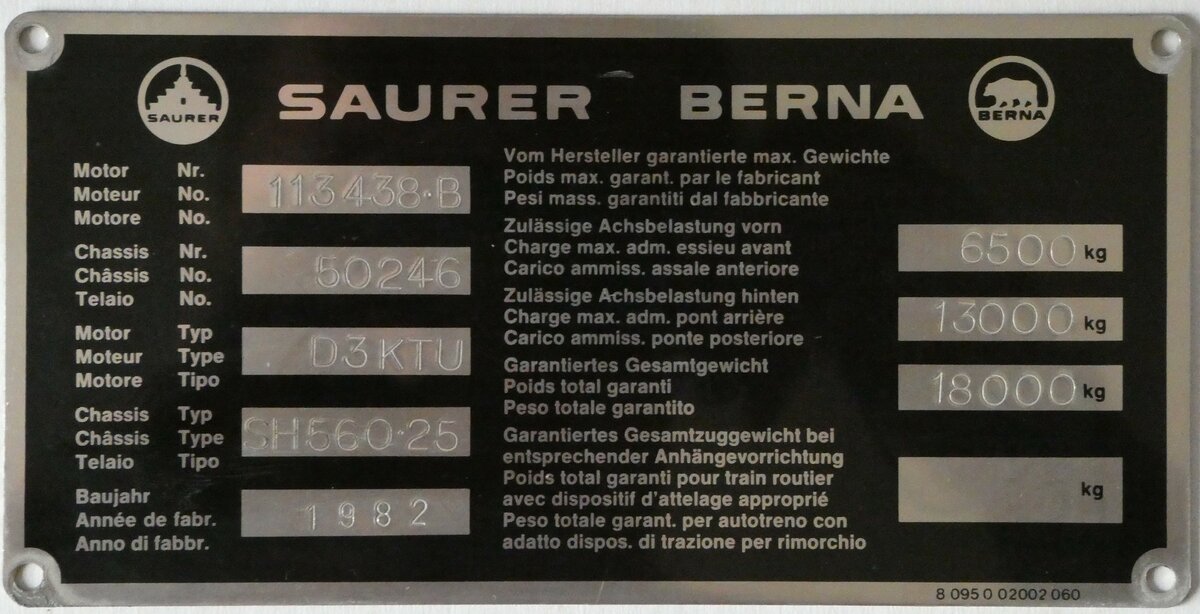 SAURER
SAURER BERNA
BERNA
Motor Nr.
Moteur No.
Motore No.
113438·B
Chassis Nr.
Châssis No.
Telaio No.
50246
Motor Typ
Moteur Type
Motore Tipo
D3KTU
Chassis Typ
Châssis Type
Telaio Tipo
SH560·25
Baujahr
Année de fabr.
Anno di fabbr.
1982
Vom Hersteller garantierte max. Gewichte
Poids max. garant. par le fabricant
Pesi mass. garantiti dal fabbricante
Zulässige Achsbelastung vorn
Charge max. adm. essieu avant
Carico ammiss. assale anteriore
6500 kg
Zulässige Achsbelastung hinten
Charge max. adm. pont arrière
Carico ammiss. ponte posteriore
13000 kg
Garantiertes Gesamtgewicht
Poids total garanti
Peso totale garantito
18000 kg
Garantiertes Gesamtzuggewicht bei
entsprechender Anhängevorrichtung
Poids total garanti pour train routier
avec dispositif d'attelage approprié
Peso totale garant. per autotreno con
adatto dispos. di trazione per rimorchio
kg
8 095 0 02002 060